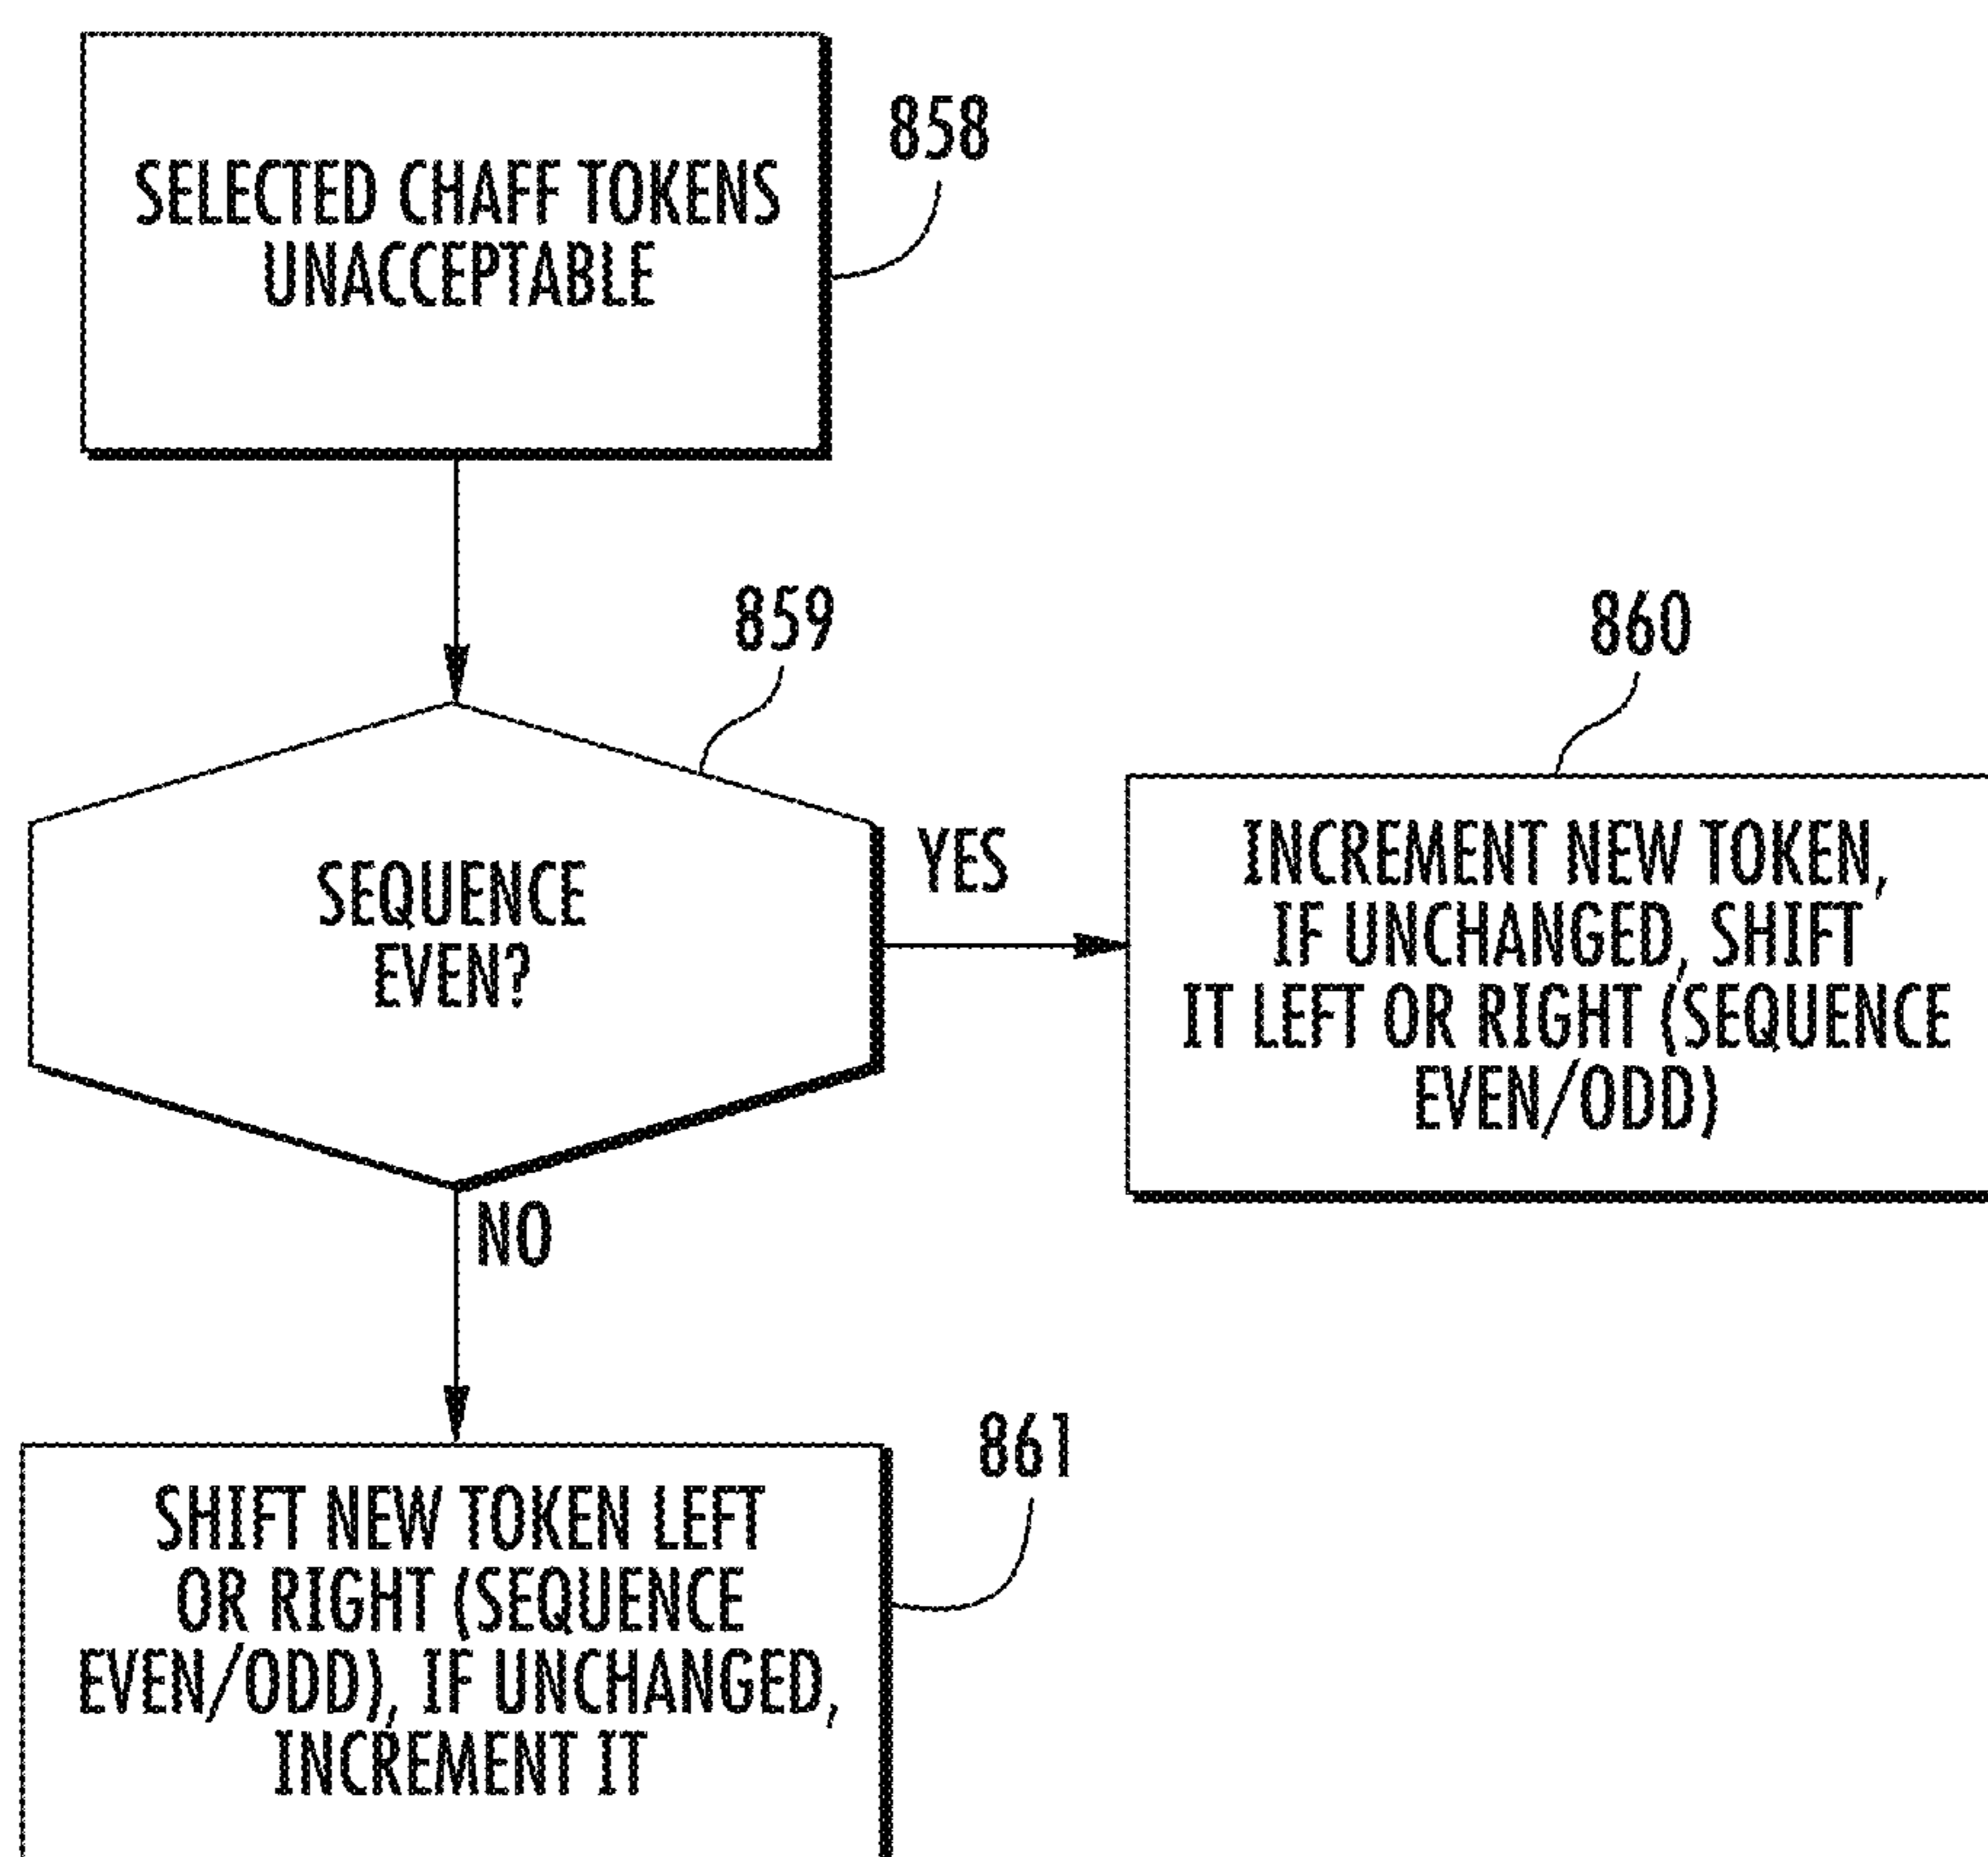 858
SELECTED CHAFF TOKENS
UNACCEPTABLE
859
860
SEQUENCE
EVEN?
YES
INCREMENT NEW TOKEN,
IF UNCHANGED, SHIFT
IT LEFT OR RIGHT (SEQUENCE
EVEN/ODD)
NO
861
SHIFT NEW TOKEN LEFT
OR RIGHT (SEQUENCE
EVEN/ODD), IF UNCHANGED,
INCREMENT IT